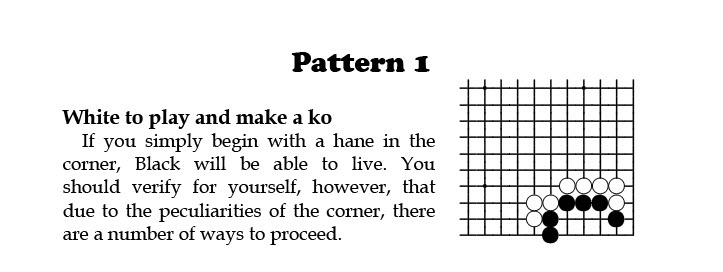 Pattern 1
White to play and make a ko
If you simply begin with a hane in the
corner, Black will be able to live. You
should verify for yourself, however, that
due to the peculiarities of the corner, there
are a number of ways to proceed.